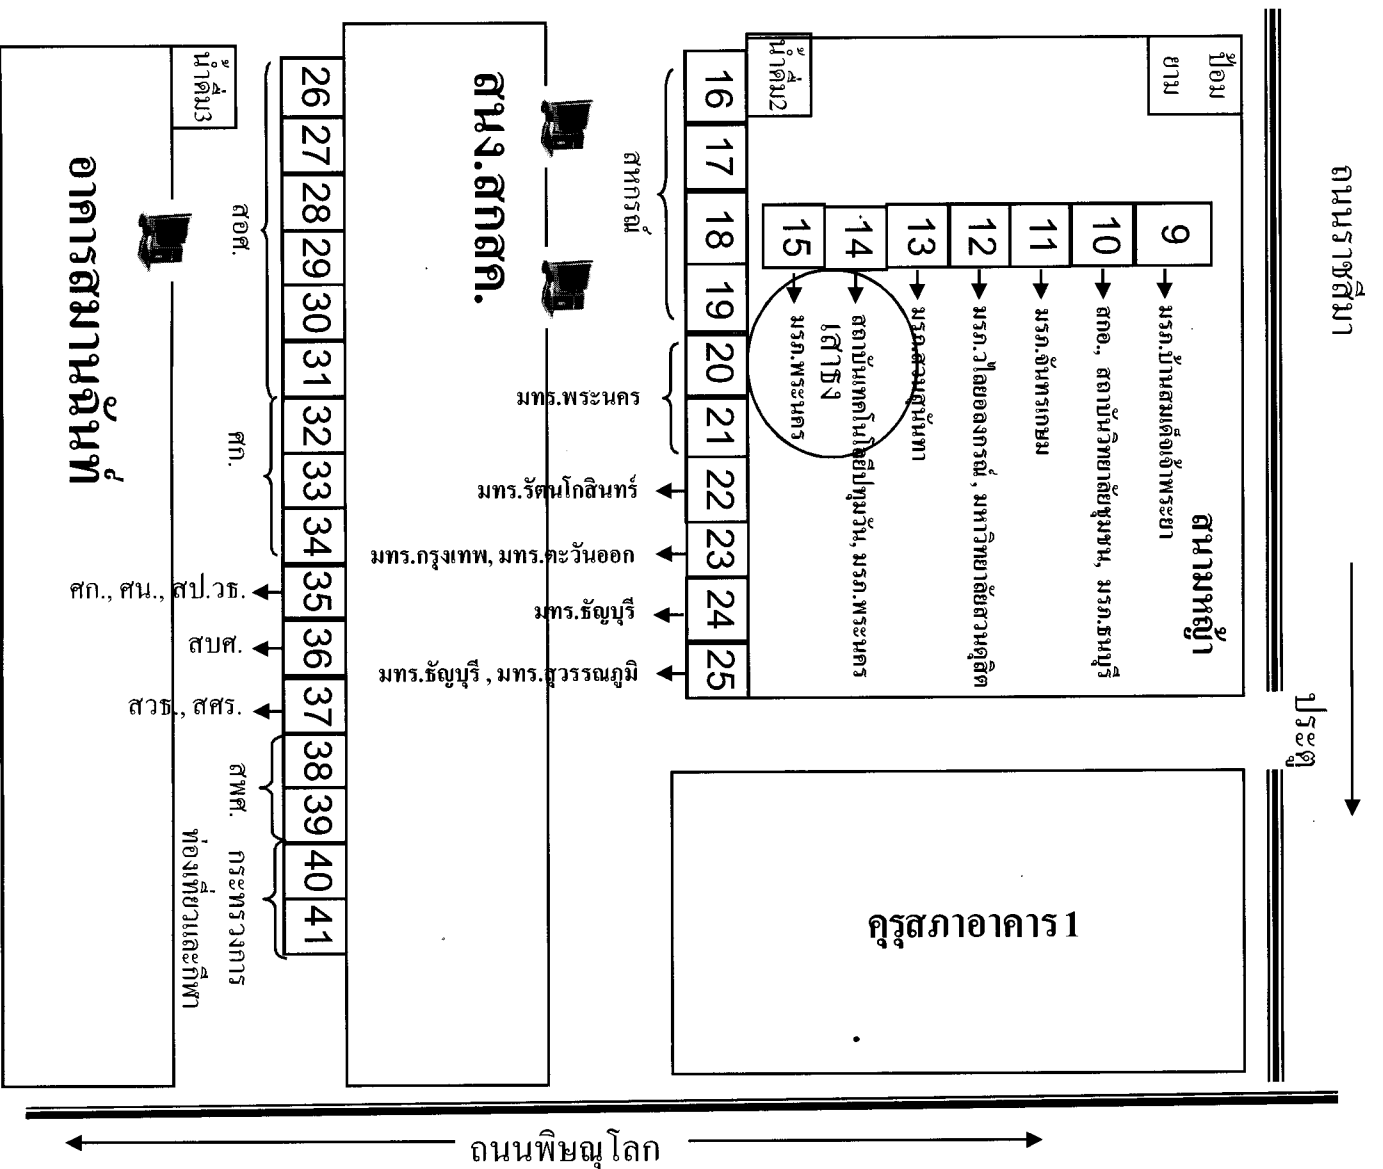 ถนนราชสีมา
ประตู
ป้อม
ยาม
สนามหญ้า
9
มรภ.บ้านสมเด็จเจ้าพระยา
10
สกอ., สถาบันวิทยาลัยชุมชน, มรภ.ธนบุรี
11
มรภ.จันทรเกษม
12
มรภ.วไลยอลงกรณ์ , มหาวิทยาลัยสวนดุสิต
13
มรภ.สวนสุนันทา
14
สถาบันเทคโนโลยีปทุมวัน, มรภ.พระนคร
เสาธง
15
มรภ.พระนคร
น้ำดื่ม2
16
17
18
19
สหกรณ์
20
21
มทร.พระนคร
22
มทร.รัตนโกสินทร์
23
มทร.กรุงเทพ, มทร.ตะวันออก
24
มทร.ธัญบุรี
25
มทร.ธัญบุรี , มทร.สุวรรณภูมิ
คุรุสภาอาคาร 1
สนง.สกสค.
26
27
28
29
30
31
สอศ.
32
33
34
ศก.
35
ศก., ศน., สป.วธ.
36
สบศ.
37
สวธ., สศร.
38
39
สพศ.
40
41
กระทรวงการ
ท่องเที่ยวและกีฬา
น้ำดื่ม3
อาคารสมานฉันท์
ถนนพิษณุโลก